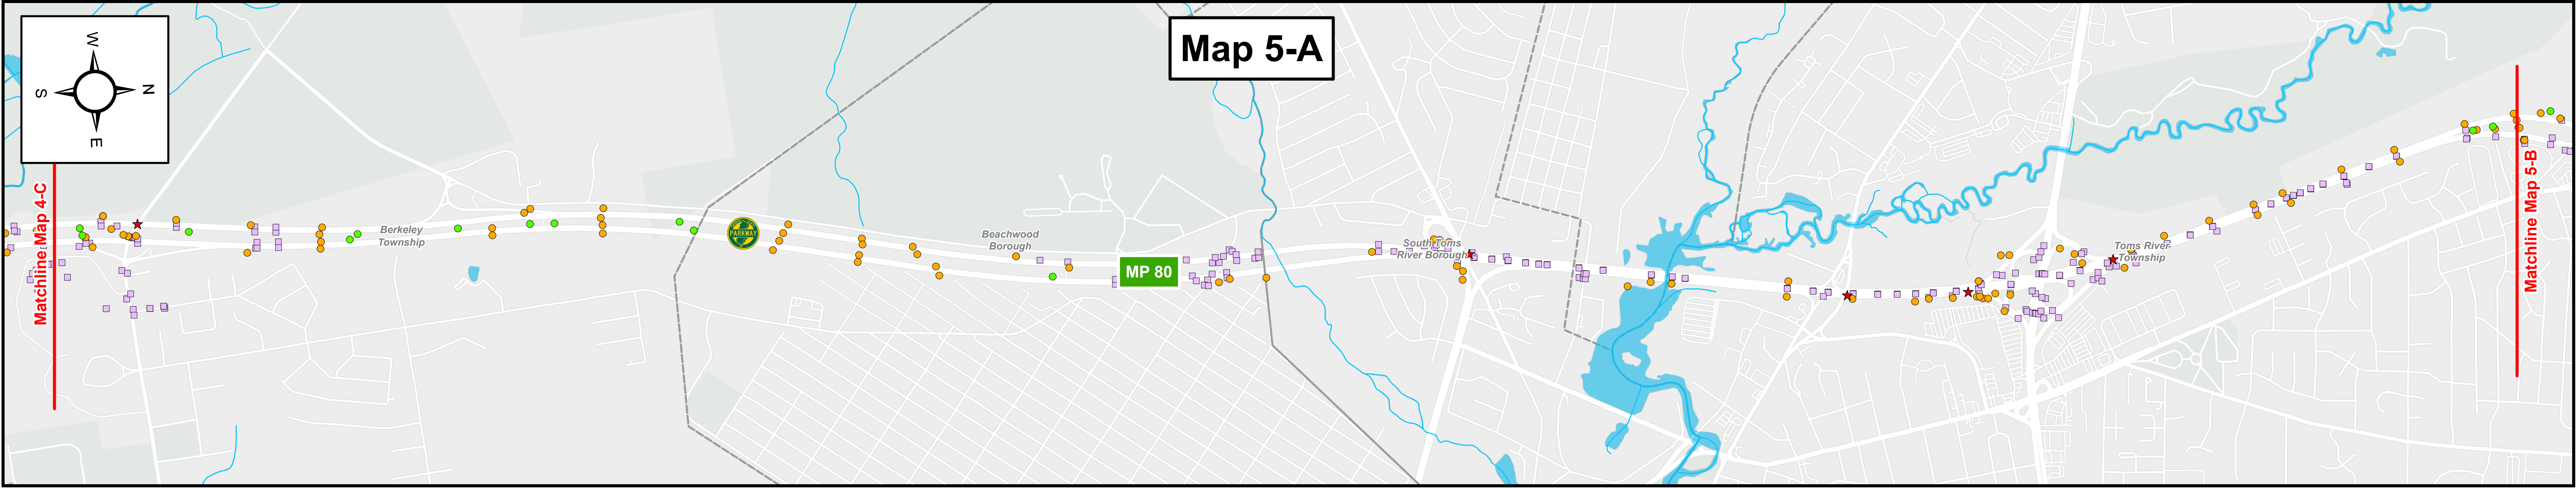 Map 5-A
W
S
N
E
Matchline Map 4-C
Berkeley
Township
PARKWAY
Beachwood
Borough
MP 80
South Toms
River Borough
Toms River
Township
Matchline Map 5-B